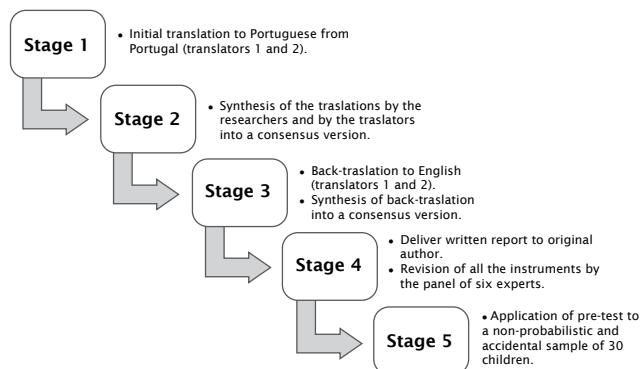 Stage 1
• Initial translation to Portuguese from
Portugal (translators 1 and 2).
Stage 2
• Synthesis of the traslations by the
researchers and by the traslators
into a consensus version.
Stage 3
• Back-traslation to English
(translators 1 and 2).
• Synthesis of back-traslation
into a consensus version.
Stage 4
• Deliver written report to original
author.
• Revision of all the instruments by
the panel of six experts.
Stage 5
• Application of pre-test to
a non-probabilistic and
accidental sample of 30
children.